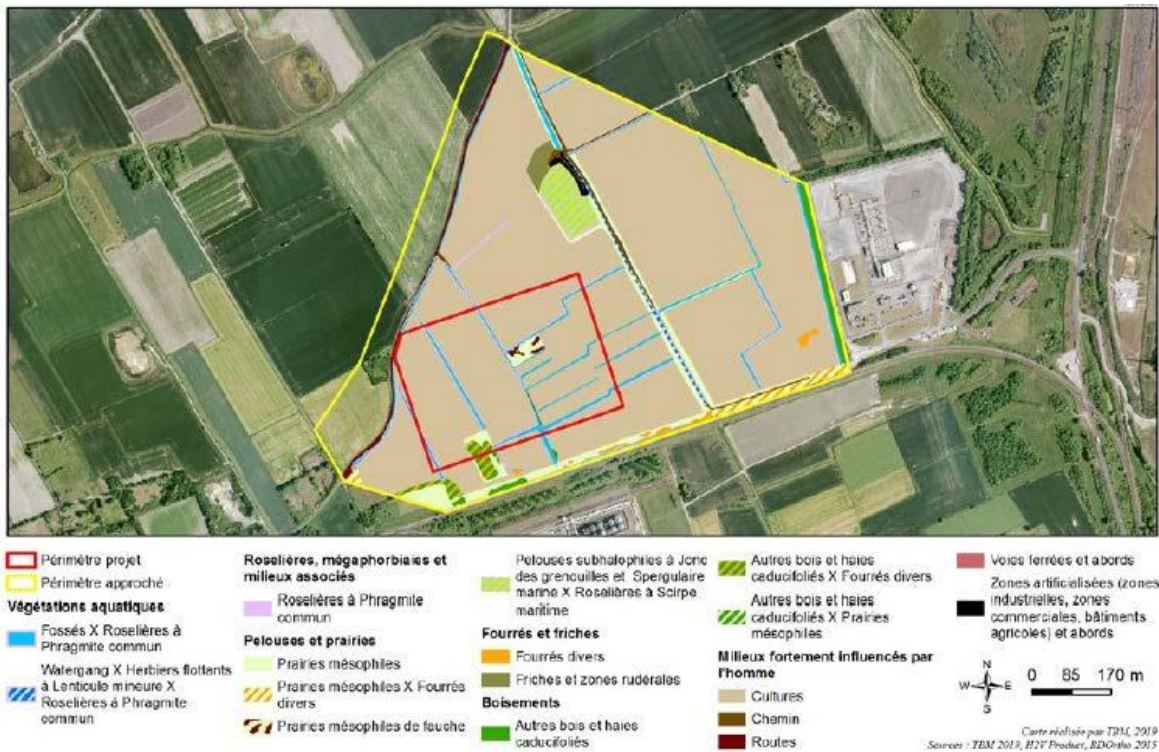 Périmètre projet
Périmètre approché
Végétations aquatiques
Fossés X Roselières à
Phragmite commun
Watergang X Herbiers flottants
à Lenticule mineure X
Roselières à Phragmite
commun
Roselières, mégaphorbiaies et
milieux associés
Roselières à Phragmite
commun
Pelouses et prairies
Prairies mésophiles
Prairies mésophiles X Fourrés
divers
Prairies mésophiles de fauche
Pelouses subhalophiles à Jonc
des grenouilles et Spergulaire
marine X Roselières à Scirpe
maritime
Fourrés et friches
Fourrés divers
Friches et zones rudérales
Boisements
Autres bois et haies
caducifoliés
Autres bois et haies
caducifoliés X Fourrés divers
Autres bois et haies
caducifoliés X Prairies
mésophiles
Milieux fortement influencés par
l'homme
Cultures
Chemin
Routes
Voies ferrées et abords
Zones artificialisées (zones
industrielles, zones
commerciales, bâtiments
agricoles) et abords
N
W E
S
0 85 170 m
Carte réalisée par TBM, 2019
Sources : TBM 2019, H2V Product, BDOrtho 2015